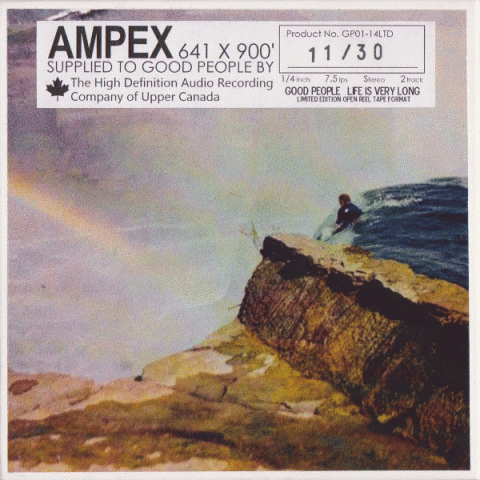 AMPEX 641 X 900'
SUPPLIED TO GOOD PEOPLE BY
The High Definition Audio Recording
Company of Upper Canada
Product No. GP01-14LTD
11/30
1/4 inch 7.5 ips Stereo 2 track
GOOD PEOPLE LIFE IS VERY LONG
LIMITED EDITION OPEN REEL TAPE FORMAT